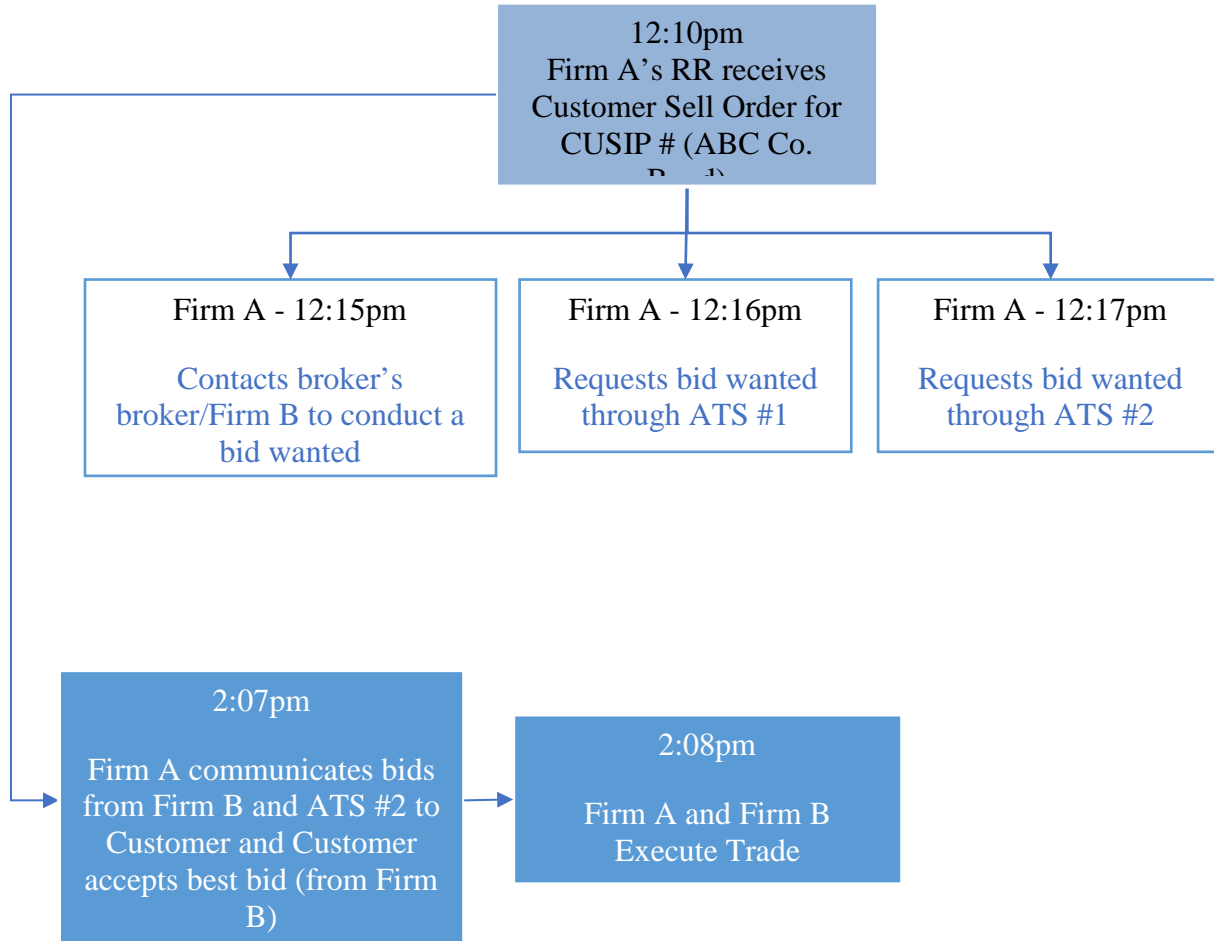 12:10pm
Firm A’s RR receives
Customer Sell Order for
CUSIP # (ABC Co.
Firm A - 12:15pm
Contacts broker’s
broker/Firm B to conduct a
bid wanted
Firm A - 12:16pm
Requests bid wanted
through ATS #1
Firm A - 12:17pm
Requests bid wanted
through ATS #2
2:07pm
Firm A communicates bids
from Firm B and ATS #2 to
Customer and Customer
accepts best bid (from Firm
B)
2:08pm
Firm A and Firm B
Execute Trade